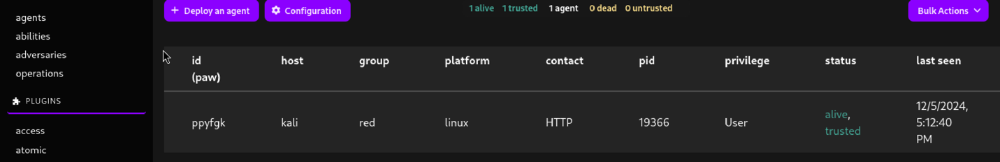 agents
abilities
adversaries
operations
PLUGINS
access
atomic
+ Deploy an agent
Configuration
1 alive 1 trusted 1 agent 0 dead 0 untrusted
Bulk Actions
id (paw) host group platform contact pid privilege status last seen
ppyfgk kali red linux HTTP 19366 User alive, trusted 12/5/2024, 5:12:40 PM